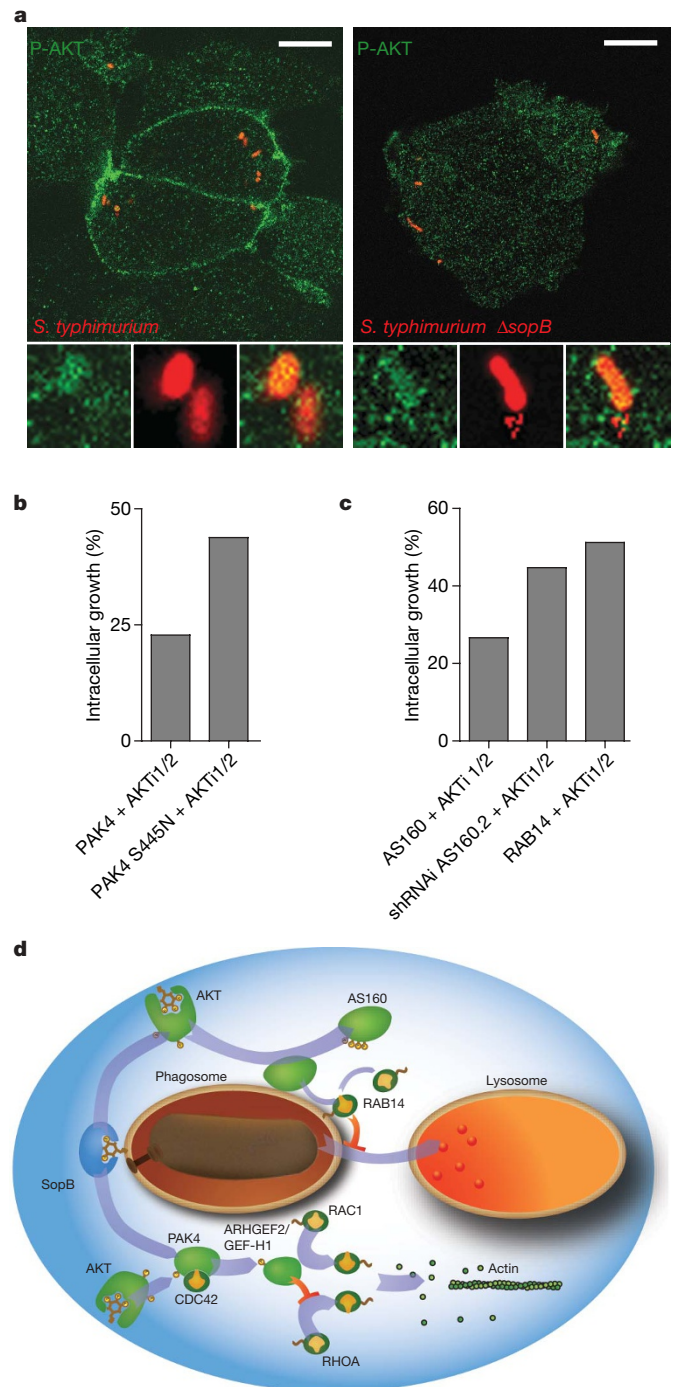 a
P-AKT
P-AKT
S. typhimurium
S. typhimurium ΔsopB
b
Intracellular growth (%)
50
25
0
PAK4 + AKTi1/2
PAK4 S445N + AKTi1/2
c
Intracellular growth (%)
60
40
20
0
AS160 + AKTi 1/2
shRNAi AS160.2 + AKTi1/2
RAB14 + AKTi1/2
d
AKT
AS160
Phagosome
RAB14
Lysosome
SopB
PAK4
ARHGEF2/
GEF-H1
RAC1
AKT
CDC42
Actin
RHOA